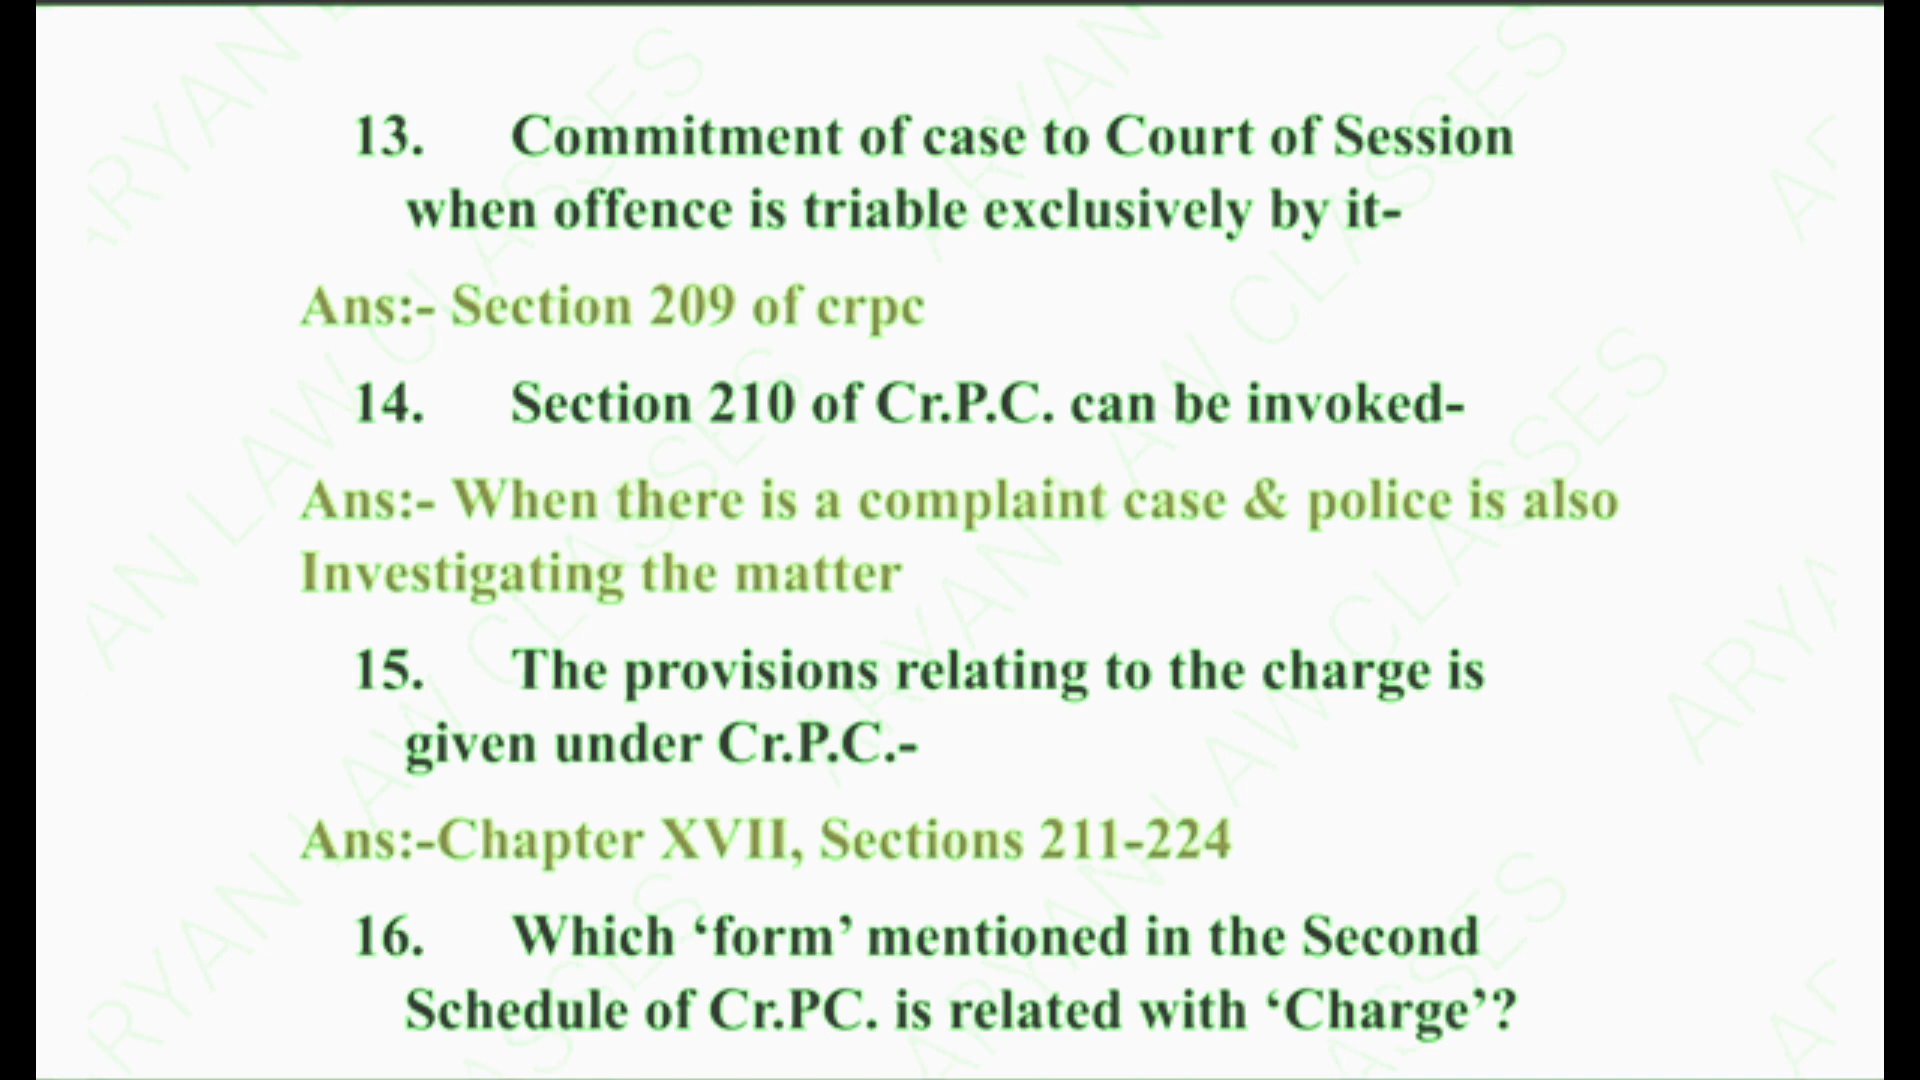 13. Commitment of case to Court of Session
when offence is triable exclusively by it-
Ans:- Section 209 of crpc
14. Section 210 of Cr.P.C. can be invoked-
Ans:- When there is a complaint case & police is also
Investigating the matter
15. The provisions relating to the charge is
given under Cr.P.C.-
Ans:-Chapter XVII, Sections 211-224
16. Which ‘form’ mentioned in the Second
Schedule of Cr.PC. is related with ‘Charge’?
ARYAN LAW CLASSES